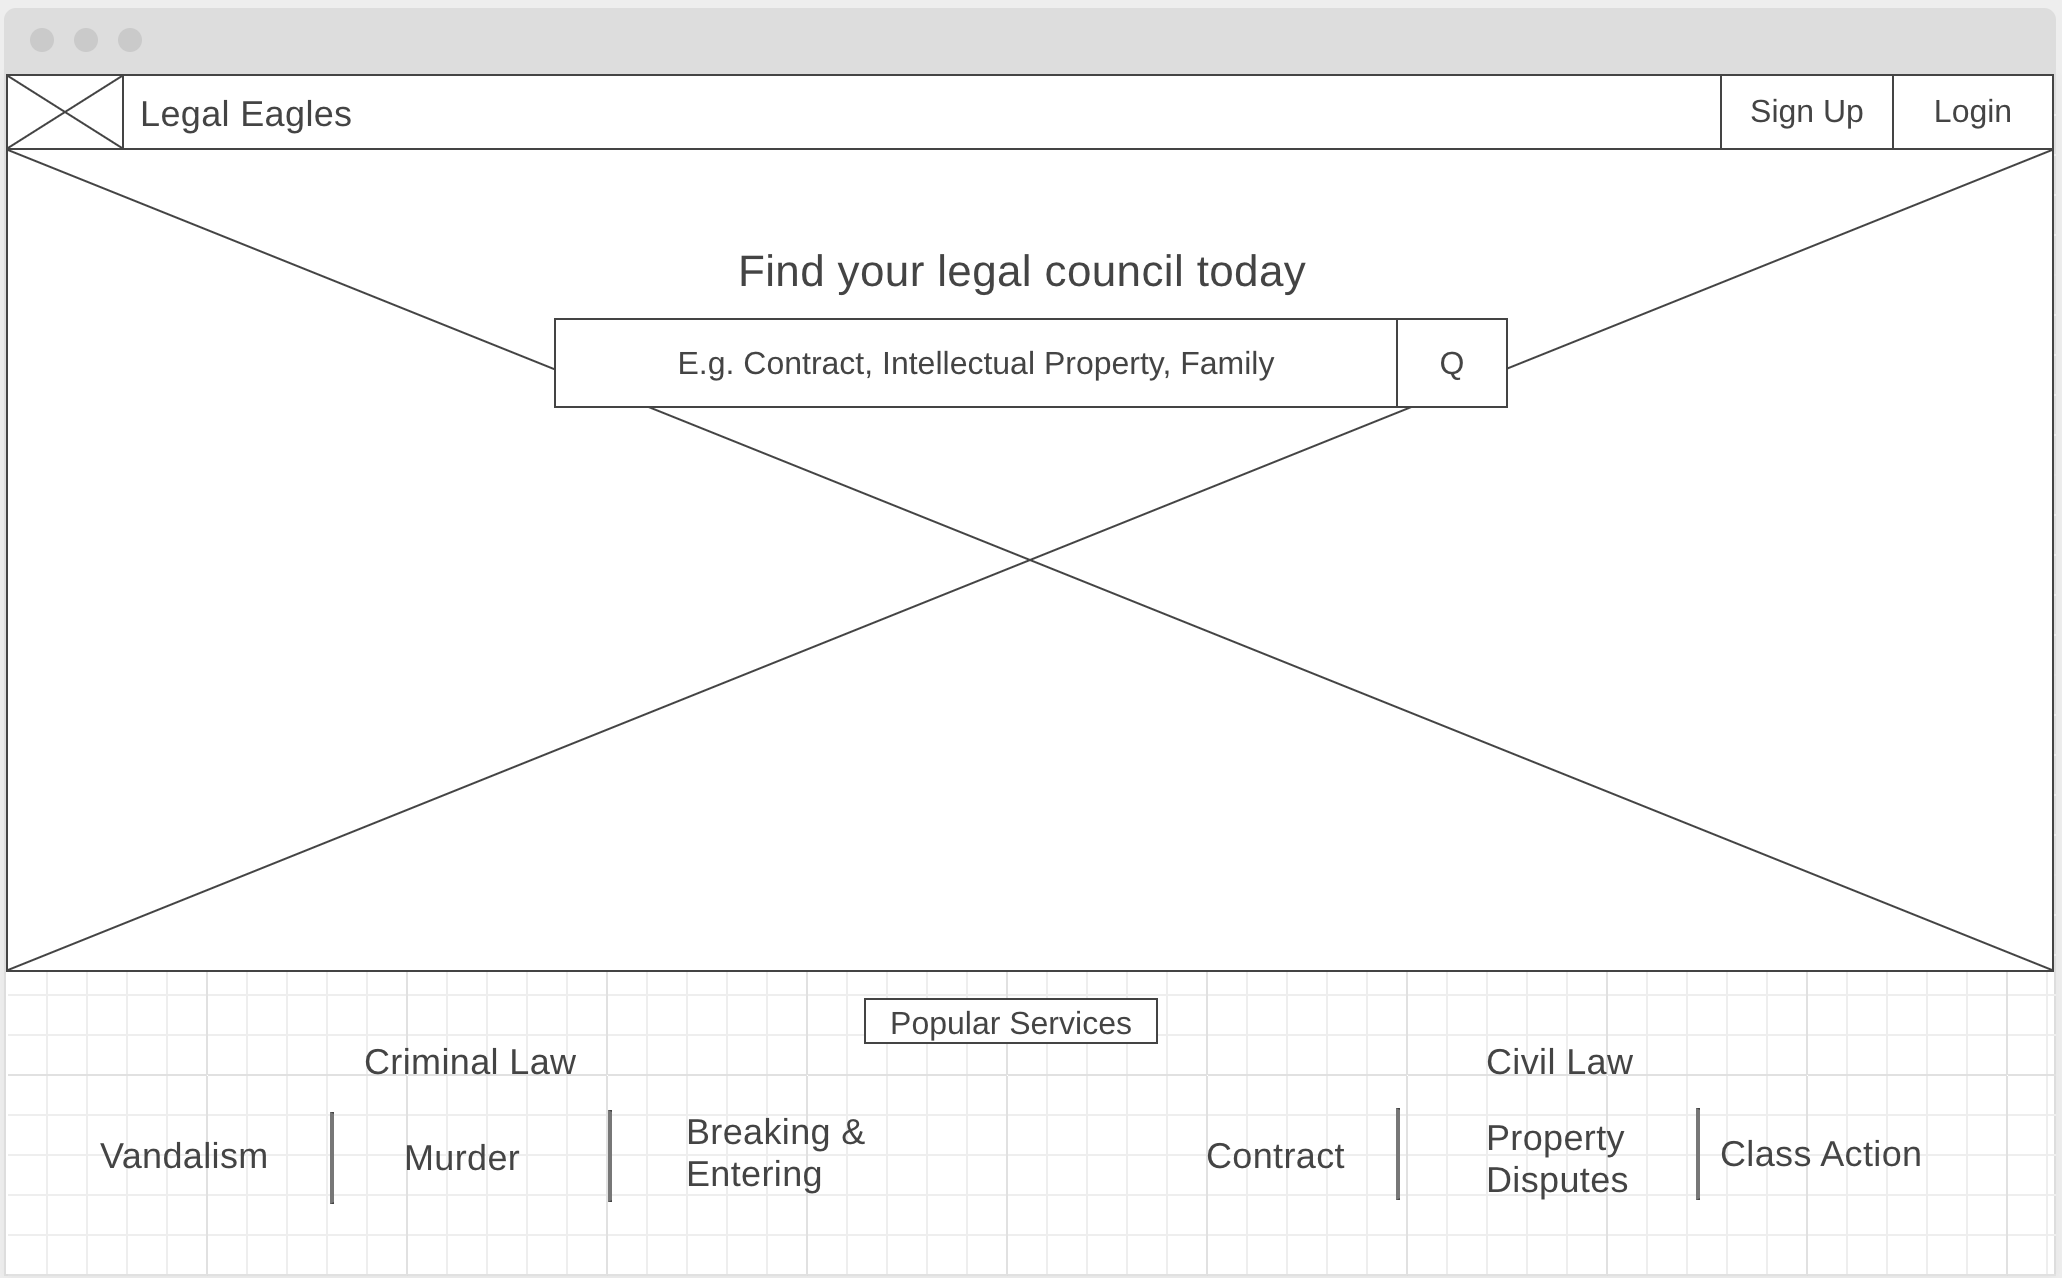 Legal Eagles
Sign Up
Login
Find your legal council today
E.g. Contract, Intellectual Property, Family
Q
Popular Services
Criminal Law
Vandalism
Murder
Breaking &
Entering
Civil Law
Contract
Property
Disputes
Class Action